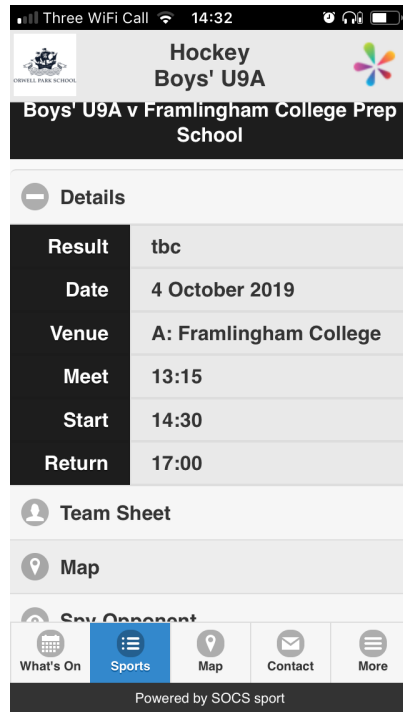 Three WiFi Call 14:32
ORWELL PARK SCHOOL
Hockey
Boys' U9A
Boys' U9A v Framlingham College Prep
School
Details
Result tbc
Date 4 October 2019
Venue A: Framlingham College
Meet 13:15
Start 14:30
Return 17:00
Team Sheet
Map
Spy Opponent
What's On Sports Map Contact More
Powered by SOCS sport